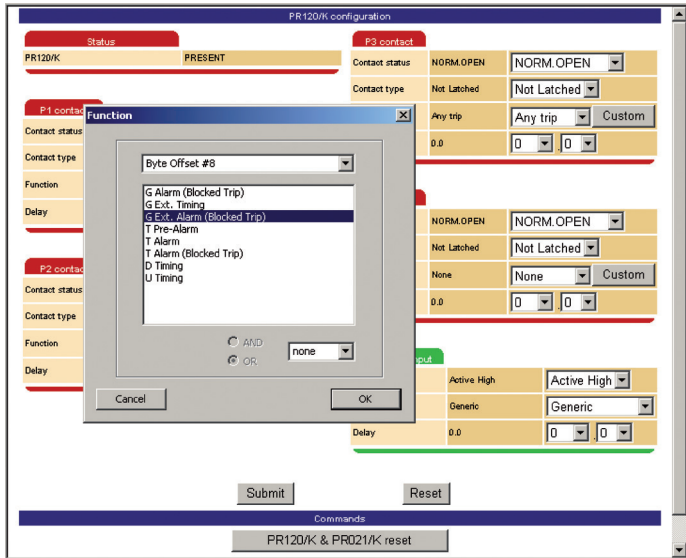 PR120/K configuration
Status
PR120/K PRESENT
P1 contac
Contact status
Contact type
Function
Delay
P2 contac
Contact status
Contact type
Function
Delay
P3 contact
Contact status NORM.OPEN NORM.OPEN
Contact type Not Latched Not Latched
Any trip Any trip Custom
0.0 0 .0
NORM.OPEN NORM.OPEN
Not Latched Not Latched
None None Custom
0.0 0 .0
put
Active High Active High
Generic Generic
Delay 0.0 0 .0
Function
Byte Offset #8
G Alarm (Blocked Trip)
G Ext. Timing
G Ext. Alarm (Blocked Trip)
T Pre-Alarm
T Alarm
T Alarm (Blocked Trip)
D Timing
U Timing
AND
OR
none
Cancel OK
Submit Reset
Commands
PR120/K & PR021/K reset